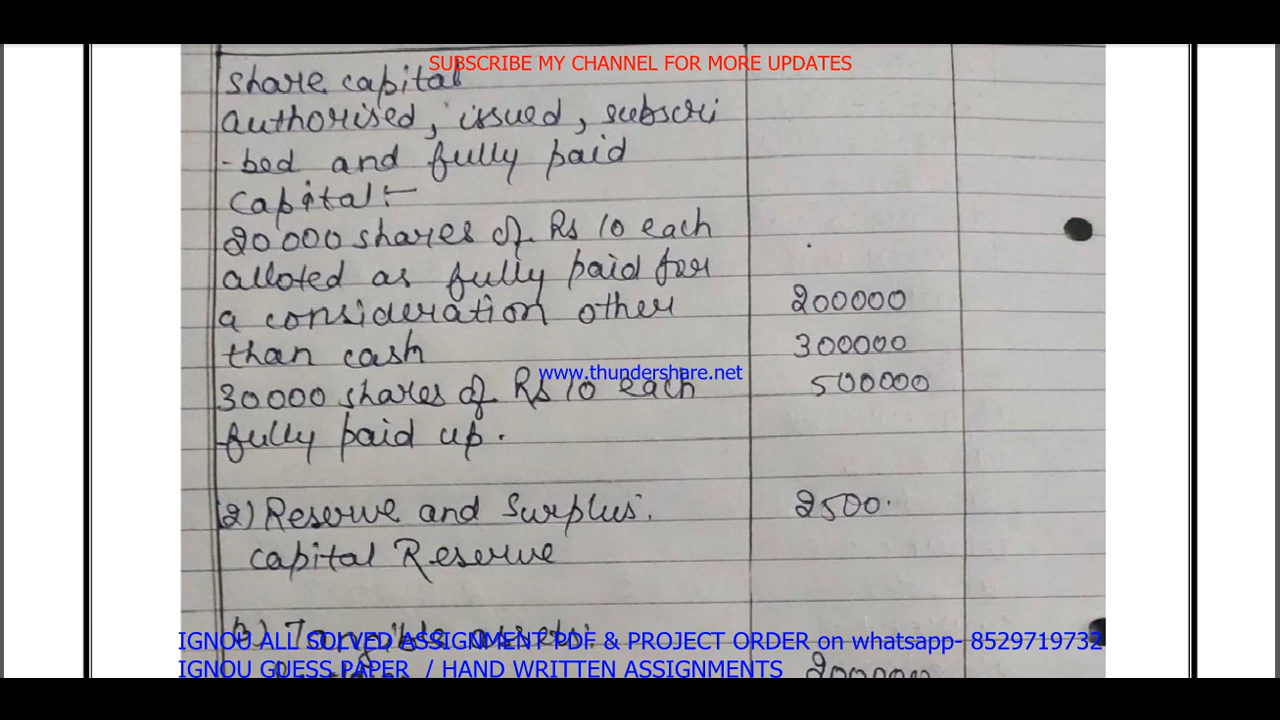 SUBSCRIBE MY CHANNEL FOR MORE UPDATES
share capital
authorised, issued, subscri
-bed and fully paid
capital :-
20000 shares of Rs 10 each
alloted as fully paid for
a consideration other 200000
than cash 300000
www.thundershare.net
30000 shares of Rs 10 each 500000
fully paid up.
2) Reserve and Surplus. 2500.
capital Reserve
3) Tangible assets:
IGNOU ALL SOLVED ASSIGNMENT PDF & PROJECT ORDER on whatsapp- 8529719732
IGNOU GUESS PAPER / HAND WRITTEN ASSIGNMENTS